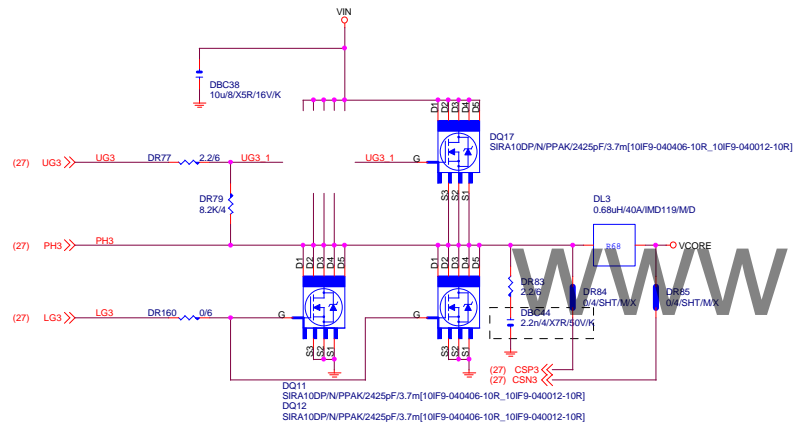 VIN
DBC38
10u/8/X5R/16V/K
D1 D2 D3 D4 D5
DQ17
SIRA10DP/N/PPAK/2425pF/3.7m[10IF9-040406-10R_10IF9-040012-10R]
(27) UG3 UG3 DR77 2.2/6 UG3_1 UG3_1 G
S3 S2 S1
DR79
8.2K/4
DL3
0.68uH/40A/IMD119/M/D
(27) PH3 PH3 R68 VCORE
D1 D2 D3 D4 D5 D1 D2 D3 D4 D5
DR83
2.2/6
DR84
0/4/SHT/M/X
DR85
0/4/SHT/M/X
WWW
(27) LG3 LG3 DR160 0/6 G G
DBC44
2.2n/4/X7R/50V/K
S3 S2 S1 S3 S2 S1
(27) CSP3
(27) CSN3
DQ11
SIRA10DP/N/PPAK/2425pF/3.7m[10IF9-040406-10R_10IF9-040012-10R]
DQ12
SIRA10DP/N/PPAK/2425pF/3.7m[10IF9-040406-10R_10IF9-040012-10R]